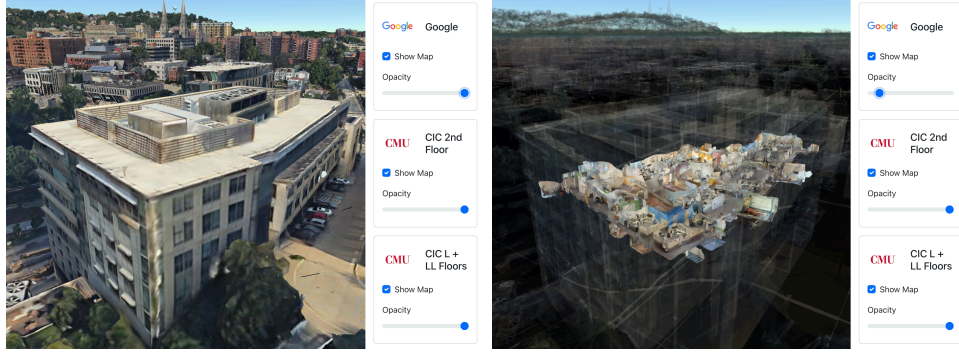 Google Google
Show Map
Opacity
CMU CIC 2nd
Floor
Show Map
Opacity
CMU CIC L +
LL Floors
Show Map
Opacity
Google Google
Show Map
Opacity
CMU CIC 2nd
Floor
Show Map
Opacity
CMU CIC L +
LL Floors
Show Map
Opacity